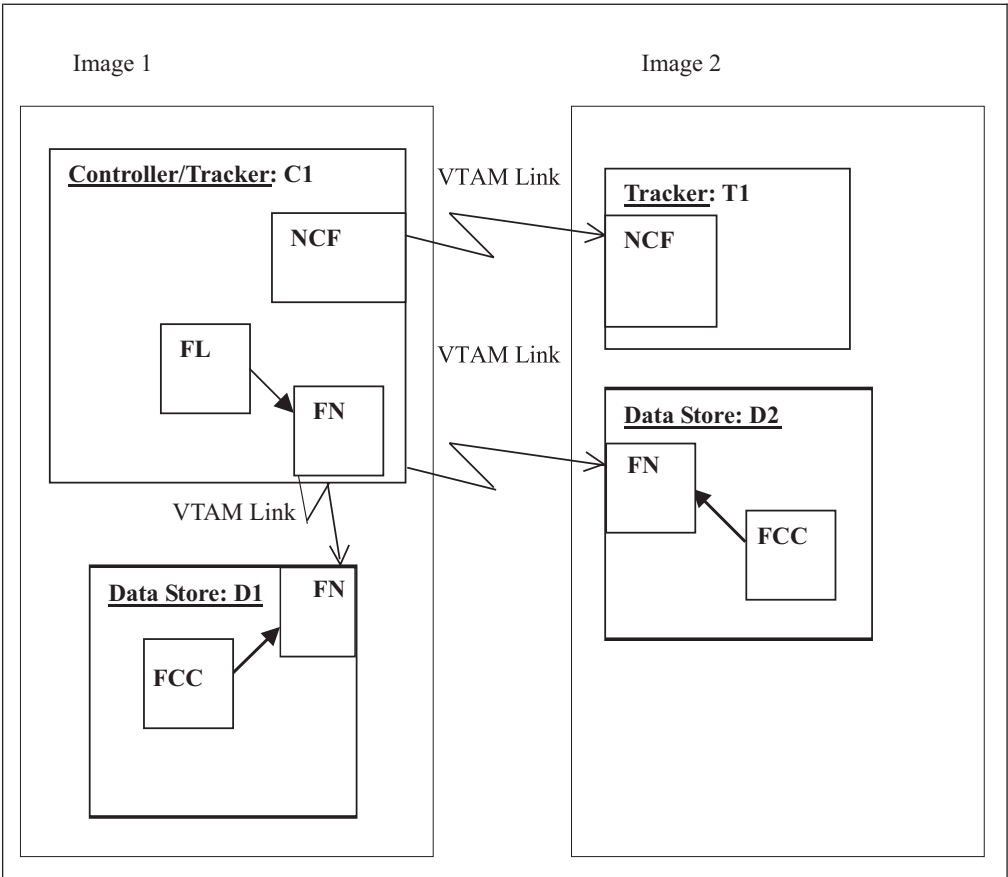 Image 1
Image 2
Controller/Tracker: C1
VTAM Link
Tracker: T1
NCF
NCF
FL
VTAM Link
FN
Data Store: D2
FN
VTAM Link
FCC
Data Store: D1
FN
FCC